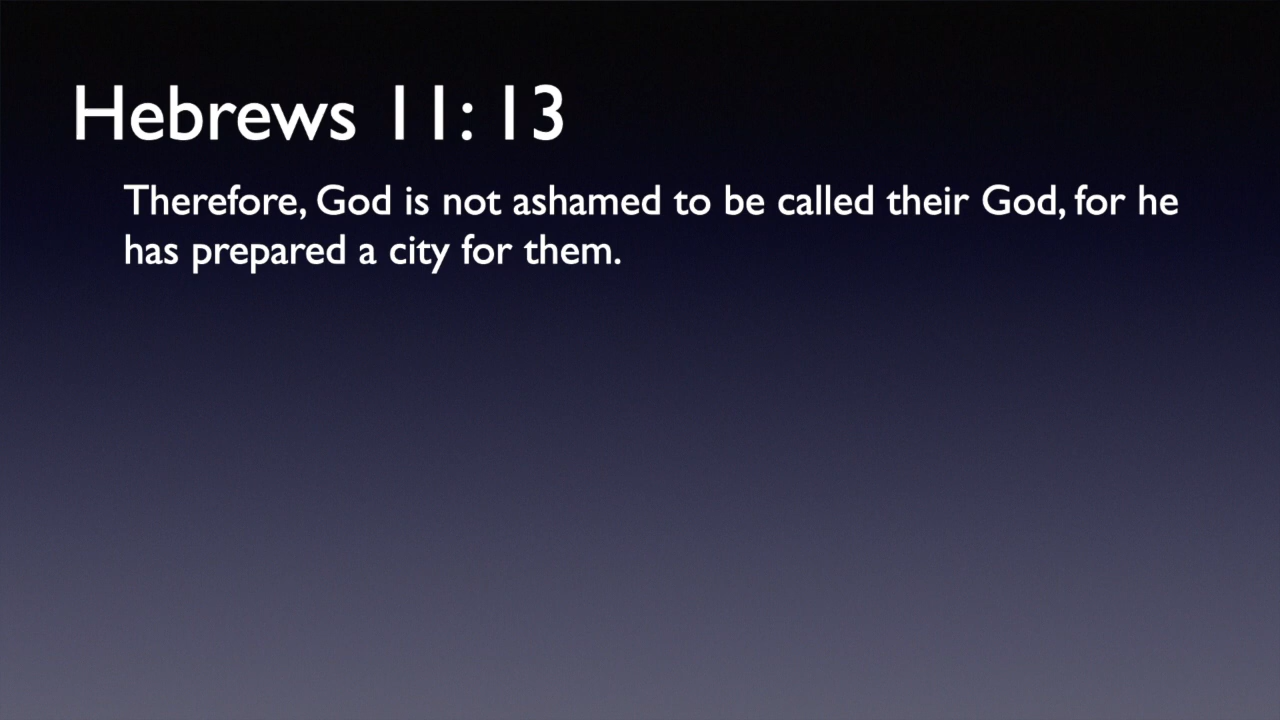 Hebrews 11: 13
Therefore, God is not ashamed to be called their God, for he
has prepared a city for them.